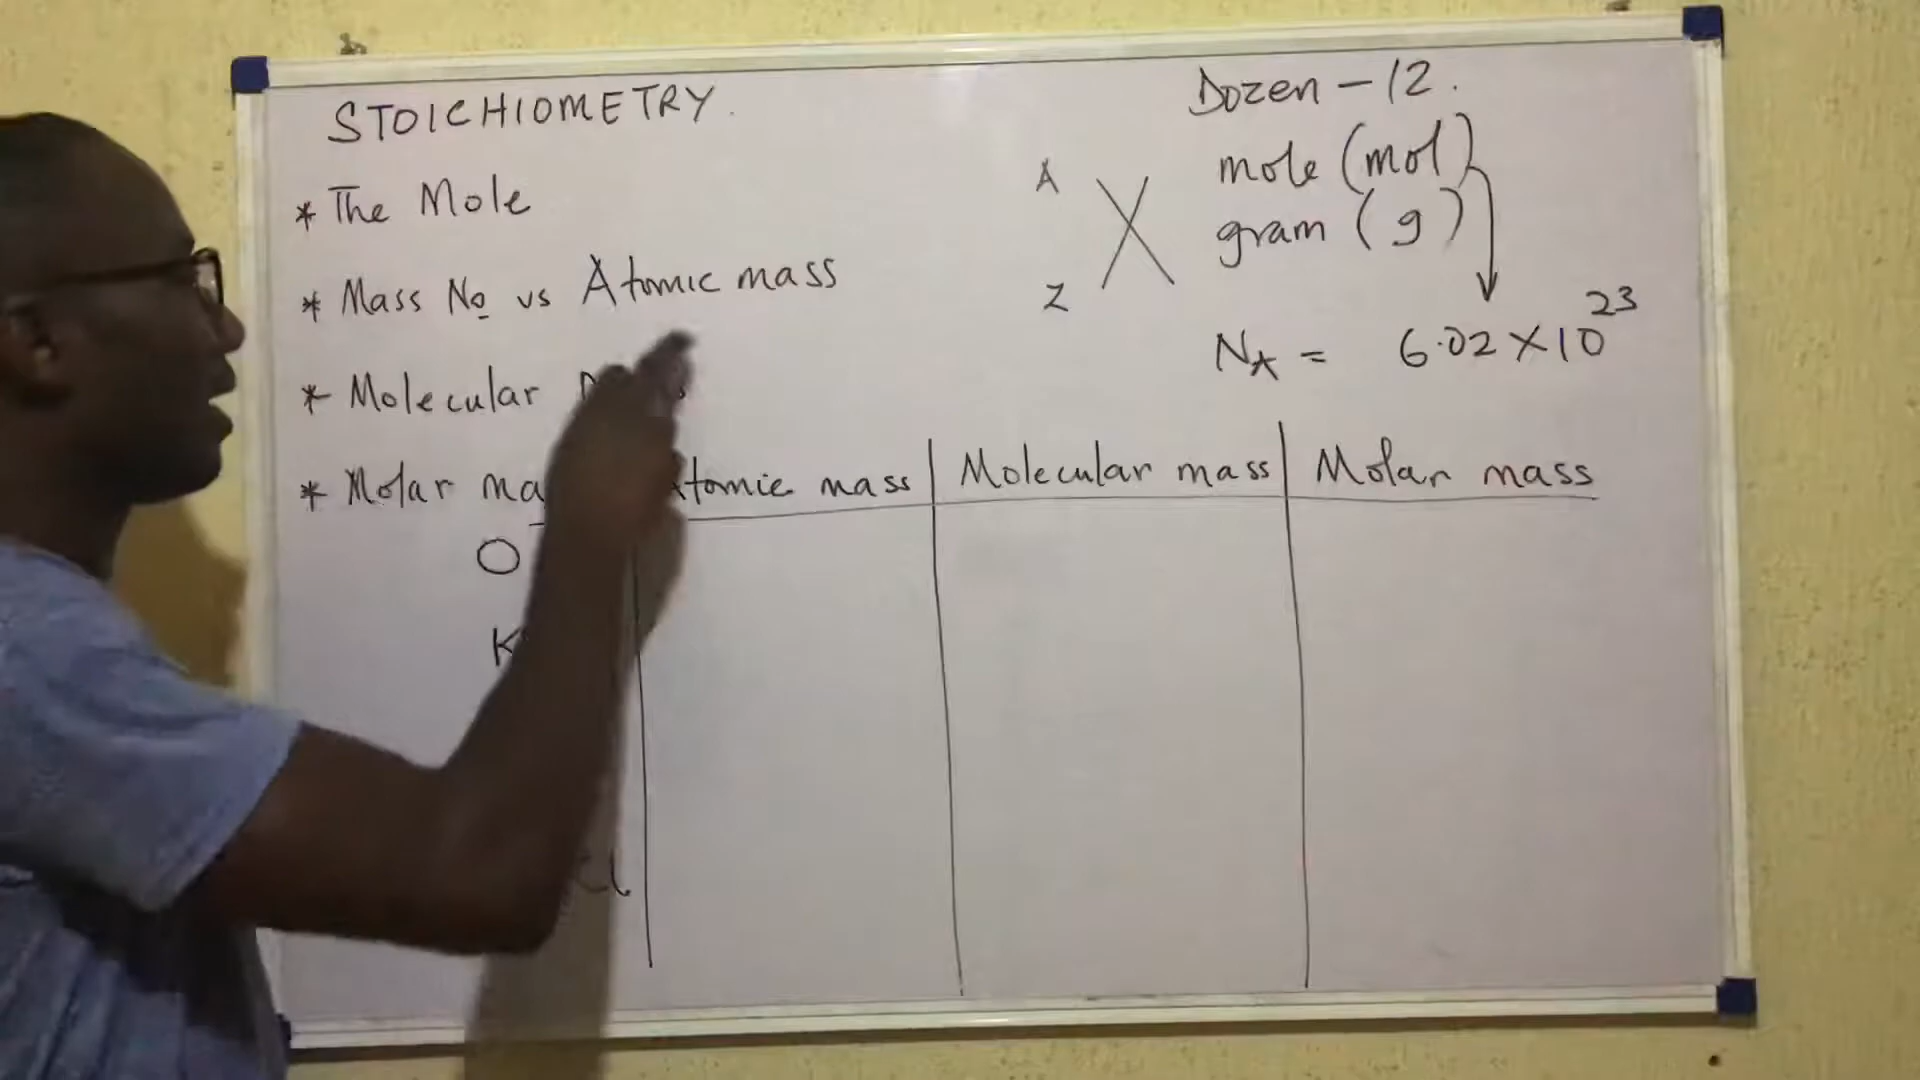 STOICHIOMETRY.
* The Mole
* Mass No vs Atomic mass
* Molecular
* Molar
Dozen - 12.
mole (mol)
gram (g)
A
X
Z
N_A = 6.02 X 10^23
Atomic mass | Molecular mass | Molar mass
O
K
Cl